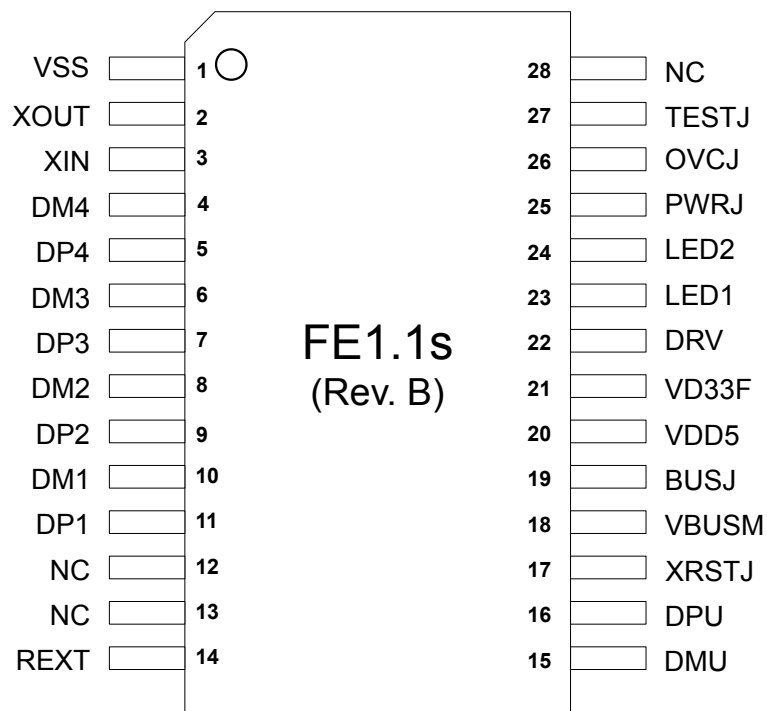 VSS 1 28 NC
XOUT 2 27 TESTJ
XIN 3 26 OVCJ
DM4 4 25 PWRJ
DP4 5 24 LED2
DM3 6 23 LED1
DP3 7 FE1.1s 22 DRV
DM2 8 (Rev. B) 21 VD33F
DP2 9 20 VDD5
DM1 10 19 BUSJ
DP1 11 18 VBUSM
NC 12 17 XRSTJ
NC 13 16 DPU
REXT 14 15 DMU